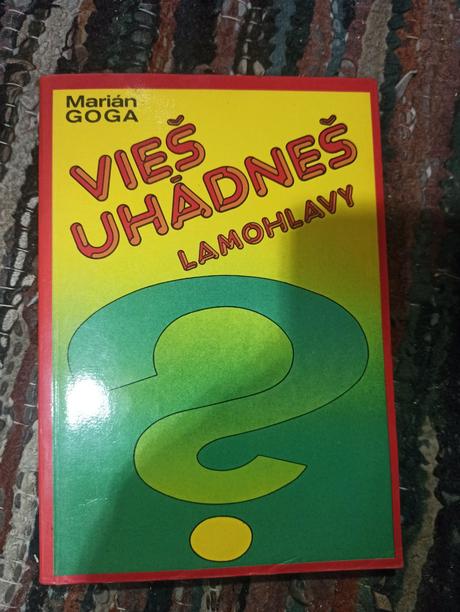 Marián
GOGA
VIEŠ
UHÁDNEŠ
LAMOHLAVY
?